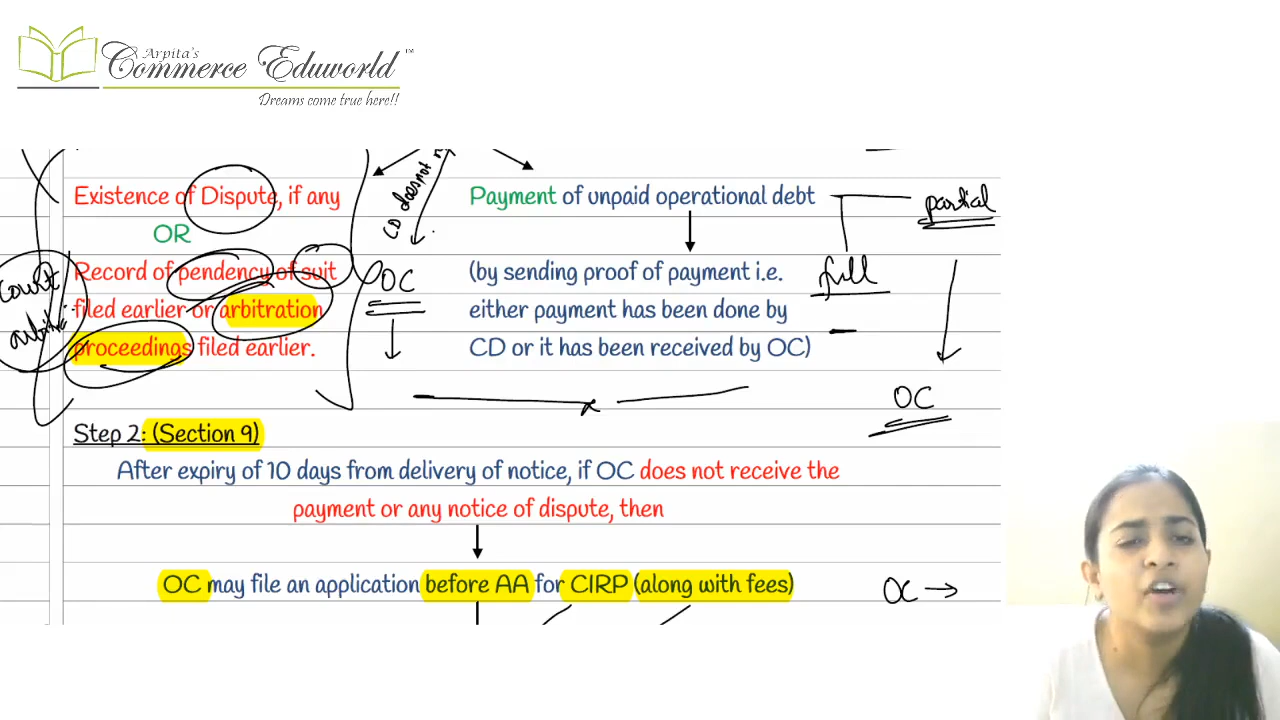 Arpita's
Commerce Eduworld™
Dreams come true here!!
Existence of Dispute, if any
OR
Record of pendency of suit
filed earlier or arbitration
proceedings filed earlier.
Court
CD does not
OC
Payment of unpaid operational debt
(by sending proof of payment i.e.
either payment has been done by
CD or it has been received by OC)
partial
full
OC
Step 2: (Section 9)
After expiry of 10 days from delivery of notice, if OC does not receive the
payment or any notice of dispute, then
OC may file an application before AA for CIRP (along with fees)
OC →